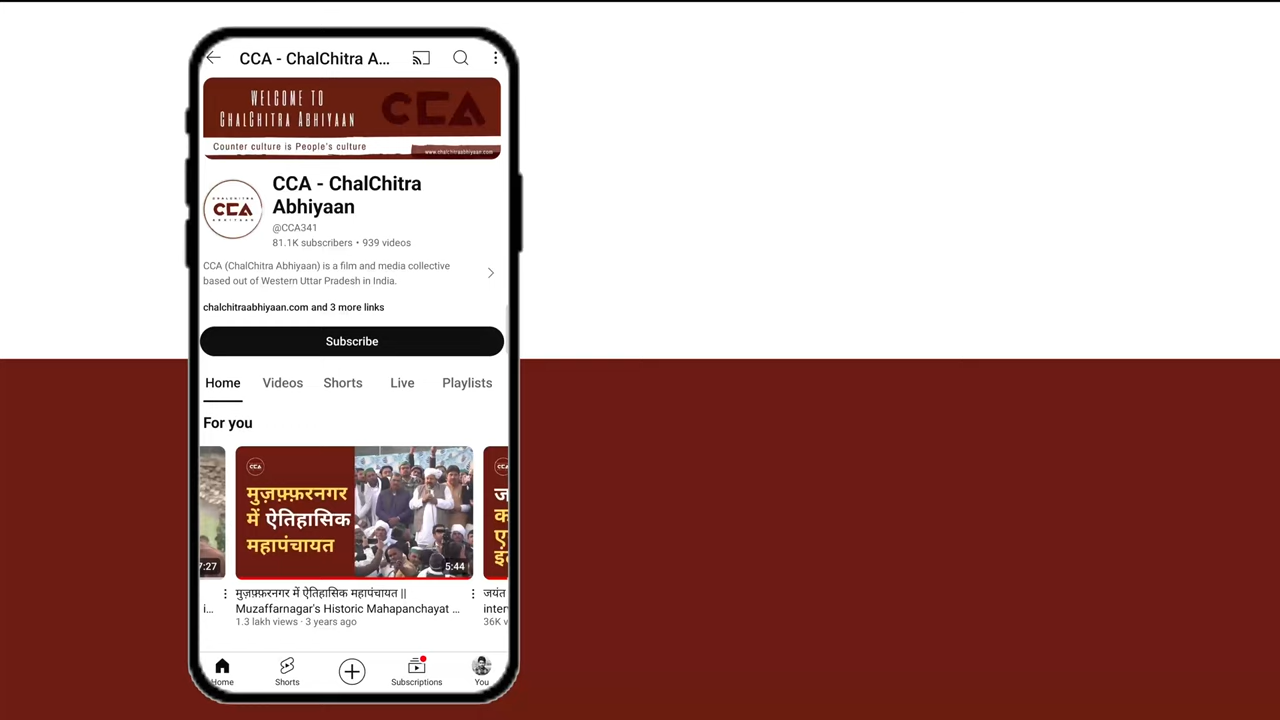 CCA - ChalChitra A...
WELCOME TO
CHALCHITRA ABHIYAAN
CCA
Counter culture is People's culture
www.chalchitraabhiyaan.com
CCA - ChalChitra
Abhiyaan
CHALCHITRA
CCA
ABHIYAAN
@CCA341
81.1K subscribers • 939 videos
CCA (ChalChitra Abhiyaan) is a film and media collective
based out of Western Uttar Pradesh in India.
chalchitraabhiyaan.com and 3 more links
Subscribe
Home Videos Shorts Live Playlists
For you
CCA
मुज़फ़्फ़रनगर
में ऐतिहासिक
महापंचायत
7:27
5:44
i...
मुज़फ़्फ़रनगर में ऐतिहासिक महापंचायत ||
Muzaffarnagar's Historic Mahapanchayat ...
1.3 lakh views · 3 years ago
जयंत
inter
36K v
Home Shorts Subscriptions You